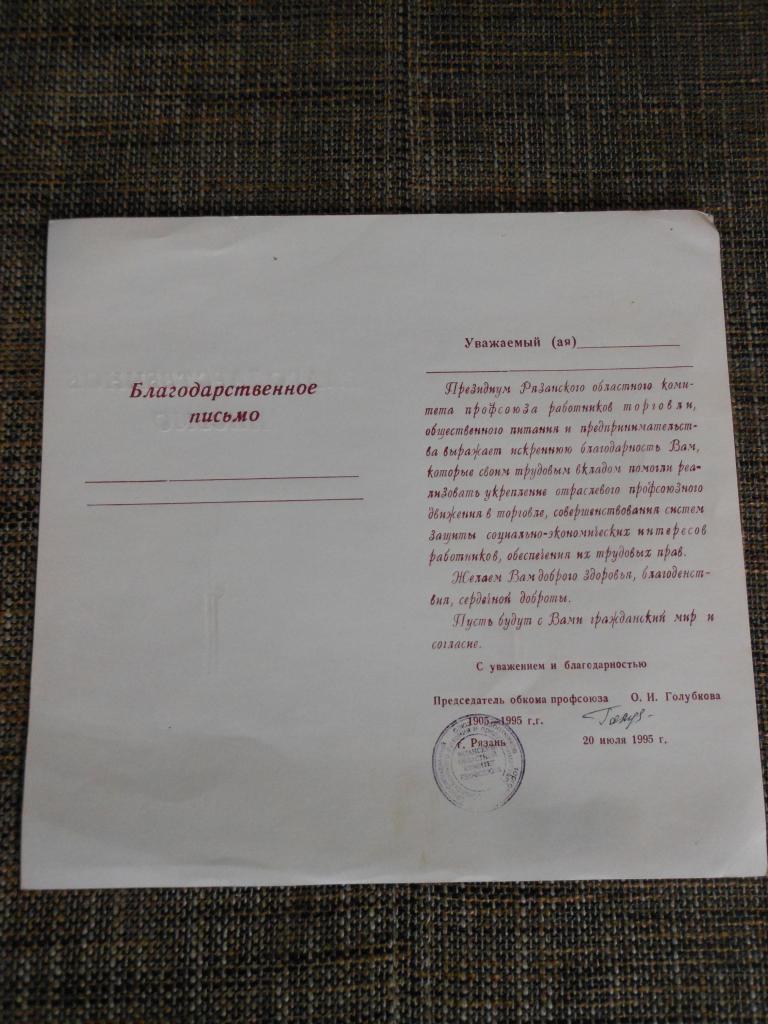 Благодарственное
письмо
Уважаемый (ая)
Президиум Рязанского областного коми-
тета профсоюза работников торговли,
общественного питания и предпринимательст-
ва выражает искреннюю благодарность Вам,
которые своим трудовым вкладом помогли реа-
лизовать укрепление отраслевого профсоюзного
движения в торговле, совершенствования систем
защиты социально-экономических интересов
работников, обеспечения их трудовых прав.
Желаем Вам доброго здоровья, благоденст-
вия, сердечной доброты.
Пусть будут с Вами гражданский мир и
согласие.
С уважением и благодарностью
Председатель обкома профсоюза О. И. Голубкова
1905—1995 г.г.
г. Рязань 20 июля 1995 г.